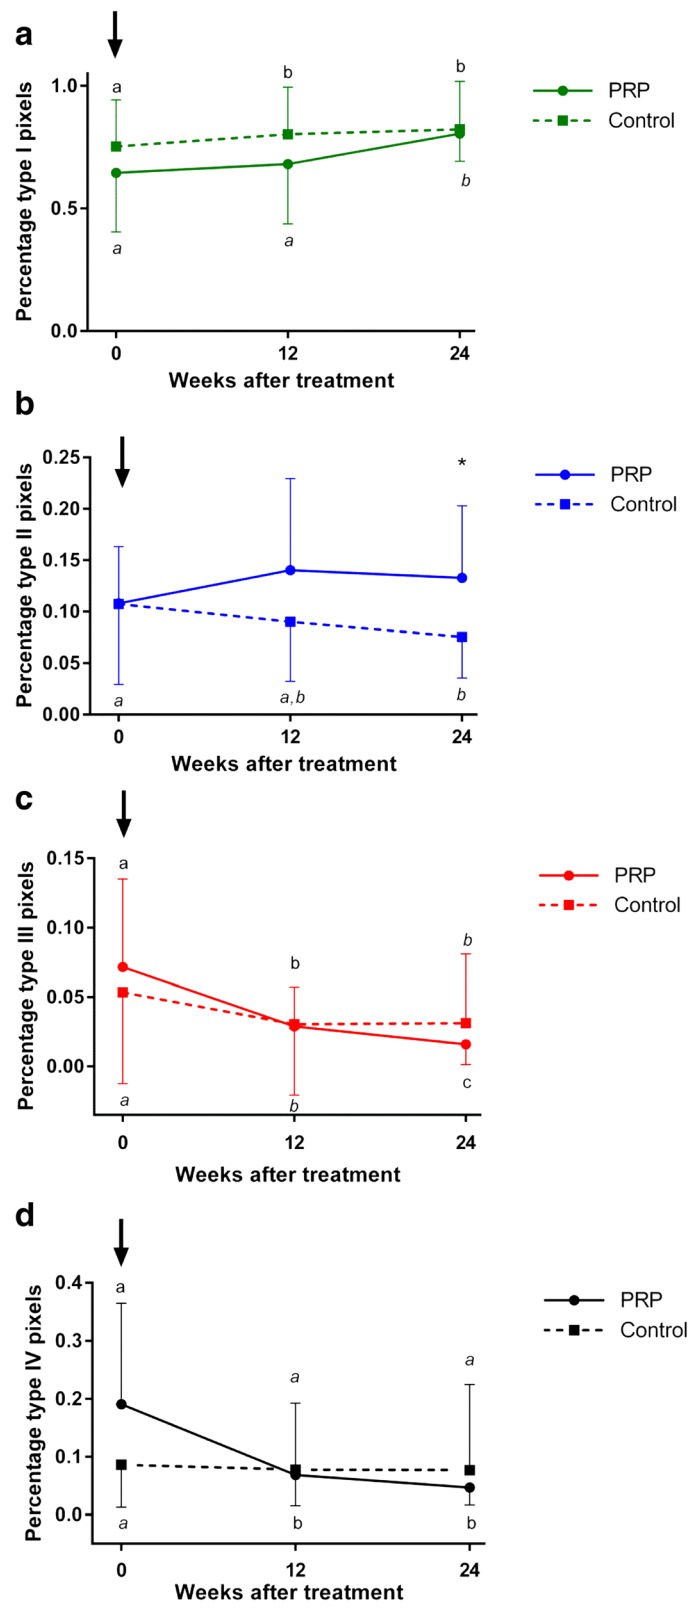 a
Percentage type I pixels
1.0
0.5
0.0
a
b
b
a
a
b
0
12
24
Weeks after treatment
PRP
Control
b
Percentage type II pixels
0.25
0.20
0.15
0.10
0.05
0.00
*
a
a,b
b
0
12
24
Weeks after treatment
PRP
Control
c
Percentage type III pixels
0.15
0.10
0.05
0.00
a
b
b
a
b
c
0
12
24
Weeks after treatment
PRP
Control
d
Percentage type IV pixels
0.4
0.3
0.2
0.1
0.0
a
a
a
a
b
b
0
12
24
Weeks after treatment
PRP
Control